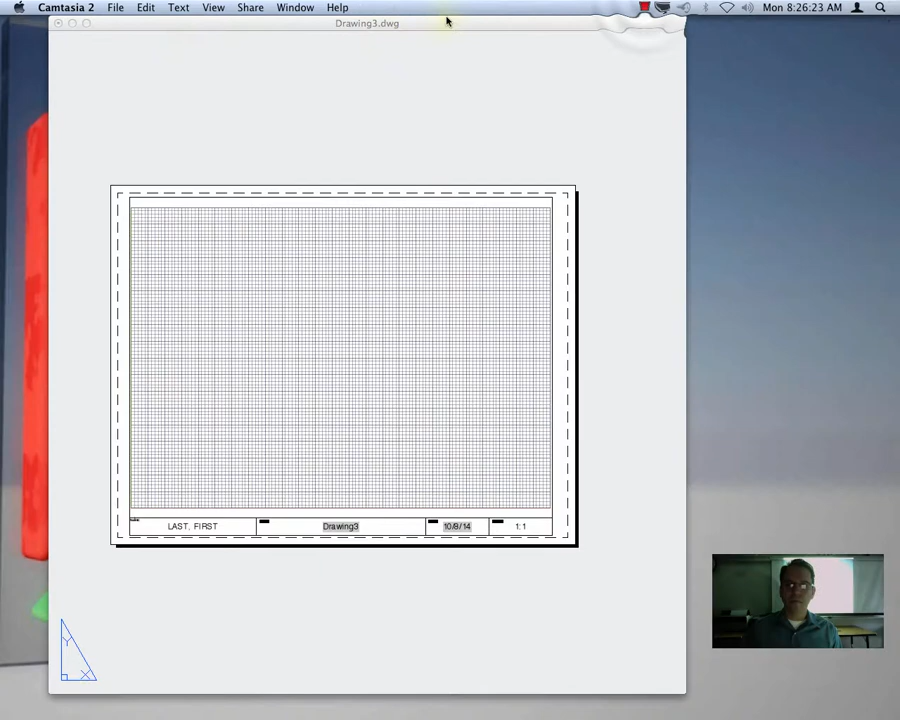 Camtasia 2 File Edit Text View Share Window Help Mon 8:26:23 AM
Drawing3.dwg
LAST, FIRST Drawing3 10/8/14 1:1
Y
X